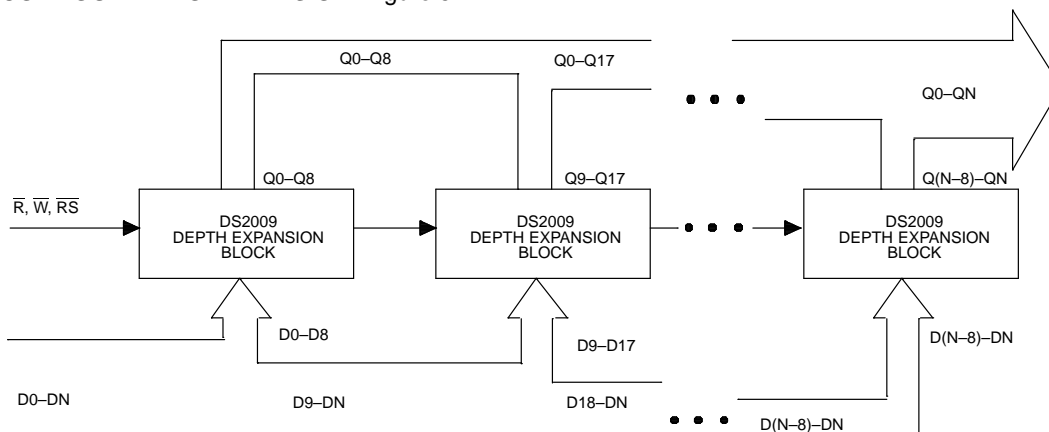 Q0–Q8
Q0–Q17
Q0–QN
Q0–Q8
Q9–Q17
Q(N–8)–QN
R̅, W̅, R̅S̅
DS2009
DEPTH EXPANSION
BLOCK
DS2009
DEPTH EXPANSION
BLOCK
DS2009
DEPTH EXPANSION
BLOCK
D0–D8
D9–D17
D(N–8)–DN
D0–DN
D9–DN
D18–DN
D(N–8)–DN